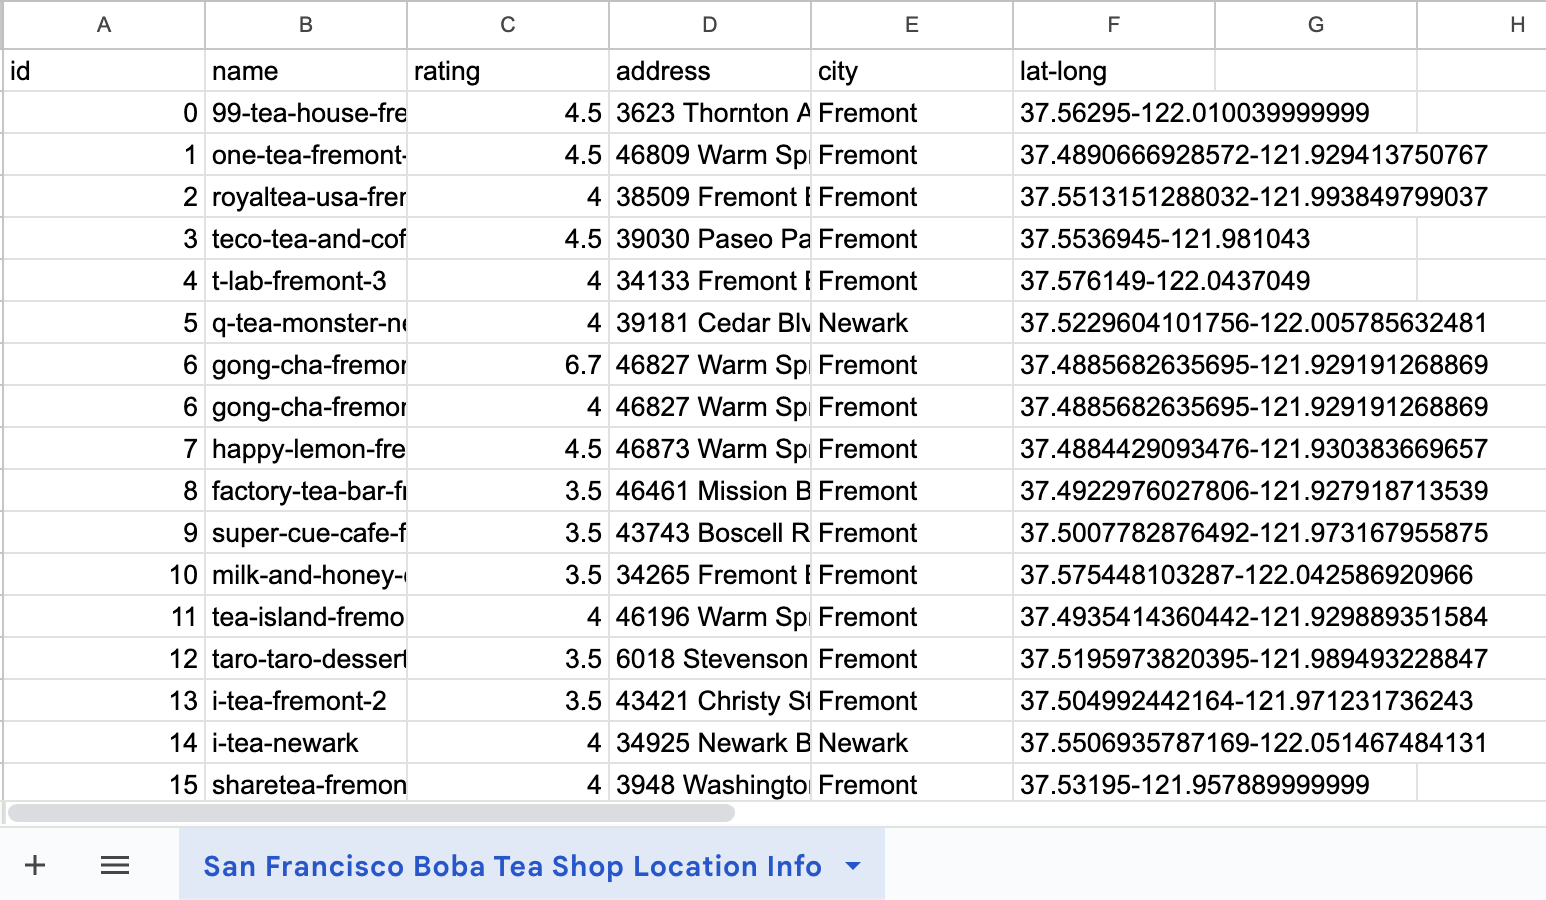 A B C D E F G H
id name rating address city lat-long
0 99-tea-house-fre 4.5 3623 Thornton A Fremont 37.56295-122.010039999999
1 one-tea-fremont- 4.5 46809 Warm Spr Fremont 37.4890666928572-121.929413750767
2 royaltea-usa-frer 4 38509 Fremont B Fremont 37.5513151288032-121.993849799037
3 teco-tea-and-cof 4.5 39030 Paseo Pa Fremont 37.5536945-121.981043
4 t-lab-fremont-3 4 34133 Fremont B Fremont 37.576149-122.0437049
5 q-tea-monster-ne 4 39181 Cedar Blv Newark 37.5229604101756-122.005785632481
6 gong-cha-fremon 6.7 46827 Warm Spr Fremont 37.4885682635695-121.929191268869
6 gong-cha-fremon 4 46827 Warm Spr Fremont 37.4885682635695-121.929191268869
7 happy-lemon-fre 4.5 46873 Warm Spr Fremont 37.4884429093476-121.930383669657
8 factory-tea-bar-fr 3.5 46461 Mission B Fremont 37.4922976027806-121.927918713539
9 super-cue-cafe-f 3.5 43743 Boscell R Fremont 37.5007782876492-121.973167955875
10 milk-and-honey- 3.5 34265 Fremont B Fremont 37.575448103287-122.042586920966
11 tea-island-fremo 4 46196 Warm Spr Fremont 37.4935414360442-121.929889351584
12 taro-taro-dessert 3.5 6018 Stevenson Fremont 37.5195973820395-121.989493228847
13 i-tea-fremont-2 3.5 43421 Christy St Fremont 37.504992442164-121.971231736243
14 i-tea-newark 4 34925 Newark B Newark 37.5506935787169-122.051467484131
15 sharetea-fremon 4 3948 Washington Fremont 37.53195-121.957889999999
San Francisco Boba Tea Shop Location Info